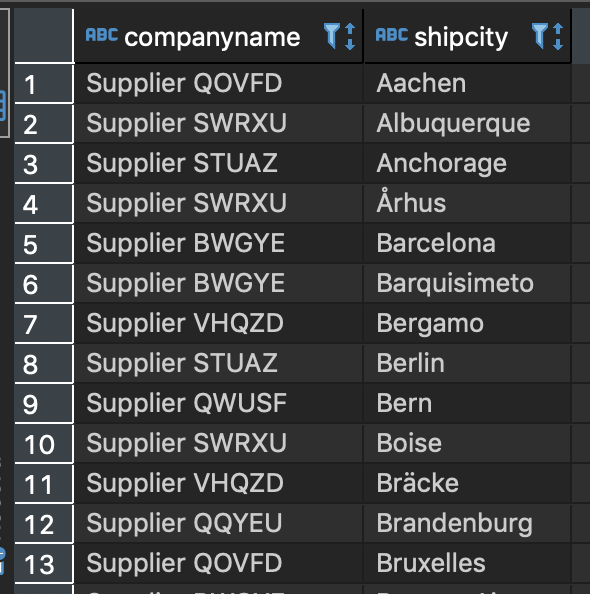 ABC companyname ABC shipcity
1 Supplier QOVFD Aachen
2 Supplier SWRXU Albuquerque
3 Supplier STUAZ Anchorage
4 Supplier SWRXU Århus
5 Supplier BWGYE Barcelona
6 Supplier BWGYE Barquisimeto
7 Supplier VHQZD Bergamo
8 Supplier STUAZ Berlin
9 Supplier QWUSF Bern
10 Supplier SWRXU Boise
11 Supplier VHQZD Bräcke
12 Supplier QQYEU Brandenburg
13 Supplier QOVFD Bruxelles